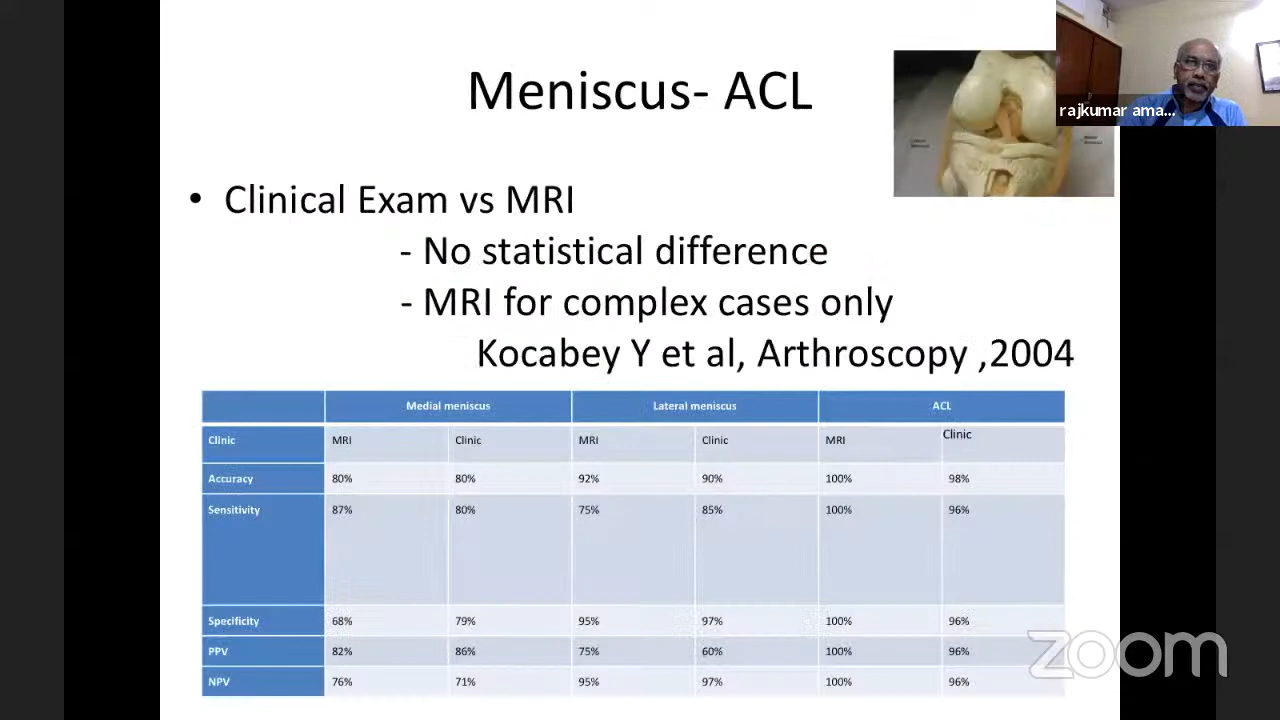 Meniscus- ACL
rajkumar ama...
• Clinical Exam vs MRI
- No statistical difference
- MRI for complex cases only
Kocabey Y et al, Arthroscopy ,2004
Medial meniscus Lateral meniscus ACL
Clinic MRI Clinic MRI Clinic MRI Clinic
Accuracy 80% 80% 92% 90% 100% 98%
Sensitivity 87% 80% 75% 85% 100% 96%
Specificity 68% 79% 95% 97% 100% 96%
PPV 82% 86% 75% 60% 100% 96%
NPV 76% 71% 95% 97% 100% 96%
zoom